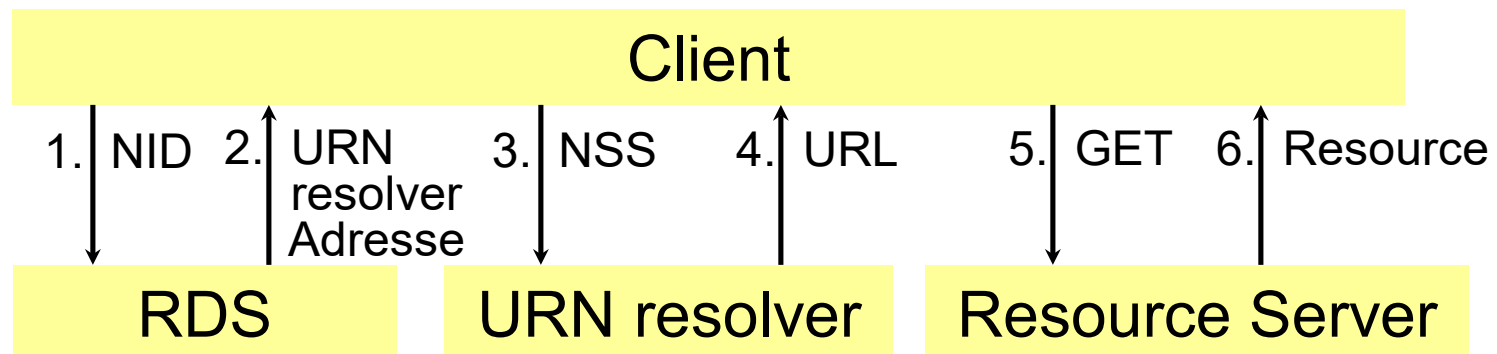 Client
1. NID
2. URN
resolver
Adresse
3. NSS
4. URL
5. GET
6. Resource
RDS
URN resolver
Resource Server